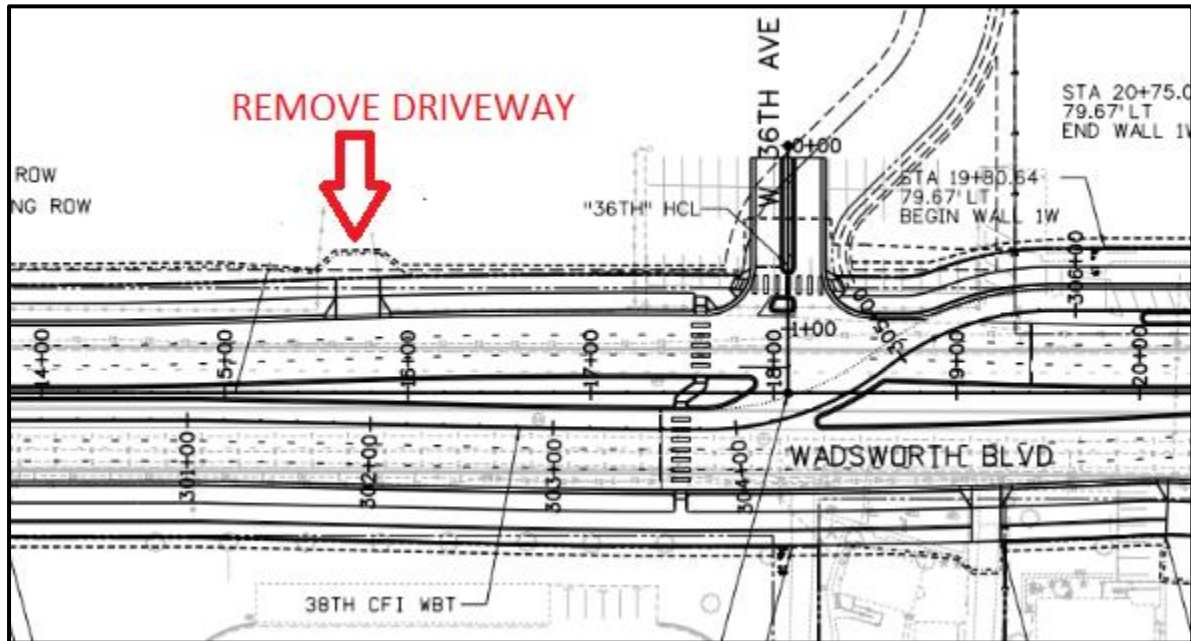 REMOVE DRIVEWAY
ROW
NG ROW
W 36TH AVE
0+00
STA 20+75.0
79.67' LT
END WALL 1W
STA 19+80.64
79.67' LT
BEGIN WALL 1W
"36TH" HCL
306+00
305+00
1+00
14+00
15+00
16+00
17+00
18+00
19+00
20+00
301+00
302+00
303+00
304+00
WADSWORTH BLVD
38TH CFI WBT